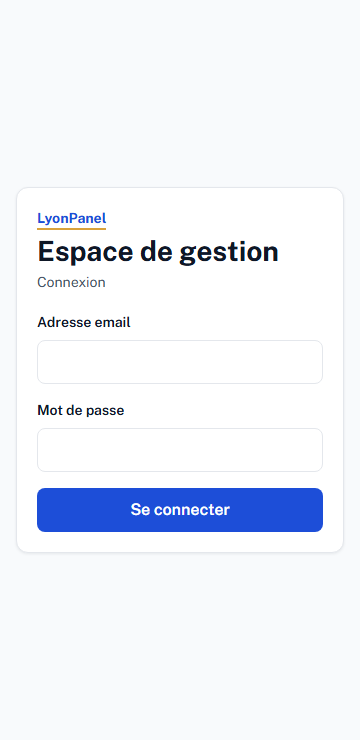 LyonPanel
Espace de gestion
Connexion
Adresse email
Mot de passe
Se connecter